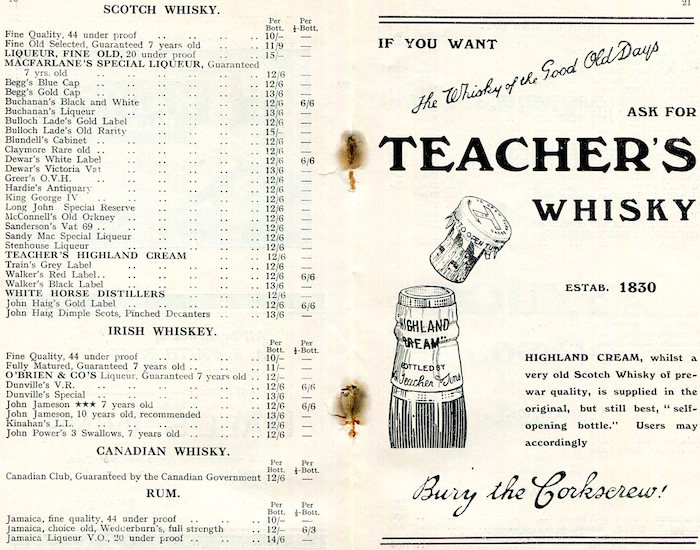 SCOTCH WHISKY.
Per Per
Bott. ½-Bott.
Fine Quality, 44 under proof .. .. .. .. 10/- —
Fine Old Selected, Guaranteed 7 years old .. .. 11/9 —
LIQUEUR, FINE OLD, 20 under proof .. .. .. 15/- —
MACFARLANE'S SPECIAL LIQUEUR, Guaranteed
7 yrs. old .. .. .. .. .. 12/6 —
Begg's Blue Cap .. .. .. .. .. 12/6 —
Begg's Gold Cap .. .. .. .. .. 13/6 —
Buchanan's Black and White .. .. .. .. 12/6 6/6
Buchanan's Liqueur .. .. .. .. .. 13/6 —
Bulloch Lade's Gold Label .. .. .. .. 12/6 —
Bulloch Lade's Old Rarity .. .. .. .. 15/- —
Blundell's Cabinet .. .. .. .. .. 12/6 —
Claymore Rare old .. .. .. .. .. 12/6 —
Dewar's White Label .. .. .. .. .. 12/6 6/6
Dewar's Victoria Vat .. .. .. .. .. 13/6 —
Greer's O.V.H. .. .. .. .. .. 12/6 —
Hardie's Antiquary .. .. .. .. .. 12/6 —
King George IV .. .. .. .. .. 12/6 —
Long John Special Reserve .. .. .. .. 12/6 —
McConnell's Old Orkney .. .. .. .. 12/6 —
Sanderson's Vat 69 .. .. .. .. .. 12/6 —
Sandy Mac Special Liqueur .. .. .. .. 12/6 —
Stenhouse Liqueur .. .. .. .. .. 12/6 —
TEACHER'S HIGHLAND CREAM .. .. .. 12/6 —
Train's Grey Label .. .. .. .. .. 12/6 —
Walker's Red Label .. .. .. .. .. 12/6 6/6
Walker's Black Label .. .. .. .. .. 13/6 —
WHITE HORSE DISTILLERS .. .. .. .. 12/6 —
John Haig's Gold Label .. .. .. .. 12/6 6/6
John Haig Dimple Scots, Pinched Decanters .. .. 13/6 —
IRISH WHISKEY.
Per Per
Bott. ½-Bott.
Fine Quality, 44 under proof .. .. .. .. 10/- —
Fully Matured, Guaranteed 7 years old .. .. .. 11/- —
O'BRIEN & CO'S Liqueur, Guaranteed 7 years old .. 12/- —
Dunville's V.R. .. .. .. .. .. 12/6 6/6
Dunville's Special .. .. .. .. .. 13/6 —
John Jameson ★★★ 7 years old .. .. .. 12/6 6/6
John Jameson, 10 years old, recommended .. .. 13/6 —
Kinahan's L.L. .. .. .. .. .. 12/6 —
John Power's 3 Swallows, 7 years old .. .. .. 12/6 —
CANADIAN WHISKY.
Per Per
Bott. ½-Bott.
Canadian Club, Guaranteed by the Canadian Government 12/6 —
RUM.
Per Per
Bott. ½-Bott.
Jamaica, fine quality, 44 under proof .. .. .. 10/- —
Jamaica, choice old, Wedderburn's, full strength .. 12/- 6/3
Jamaica Liqueur V.O., 20 under proof .. .. .. 14/6 —
21
IF YOU WANT
The Whisky of the Good Old Days
ASK FOR
TEACHER'S
WHISKY
TO OPEN TURN
ESTAB. 1830
HIGHLAND
CREAM"
BOTTLED BY
Teacher & Sons
HIGHLAND CREAM, whilst a
very old Scotch Whisky of pre-
war quality, is supplied in the
original, but still best, "self-
opening bottle." Users may
accordingly
Bury the Corkscrew!